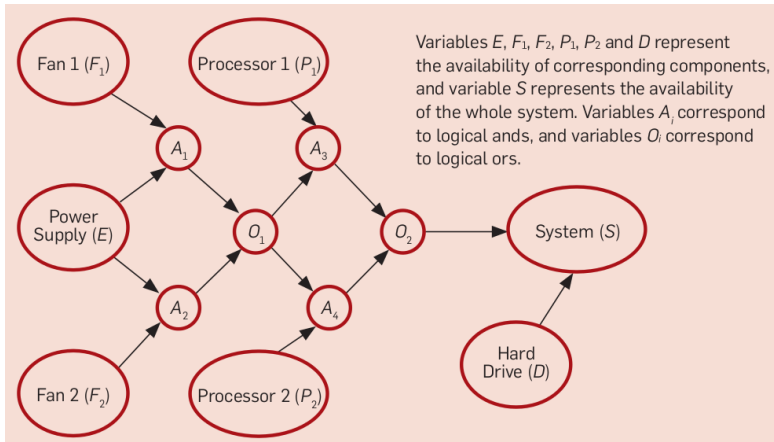 Fan 1 (F₁)
Processor 1 (P₁)
Variables E, F₁, F₂, P₁, P₂ and D represent
the availability of corresponding components,
and variable S represents the availability
of the whole system. Variables Aᵢ correspond
to logical ands, and variables Oᵢ correspond
to logical ors.
A₁
A₃
Power
Supply (E)
O₁
O₂
System (S)
A₂
A₄
Hard
Drive (D)
Fan 2 (F₂)
Processor 2 (P₂)